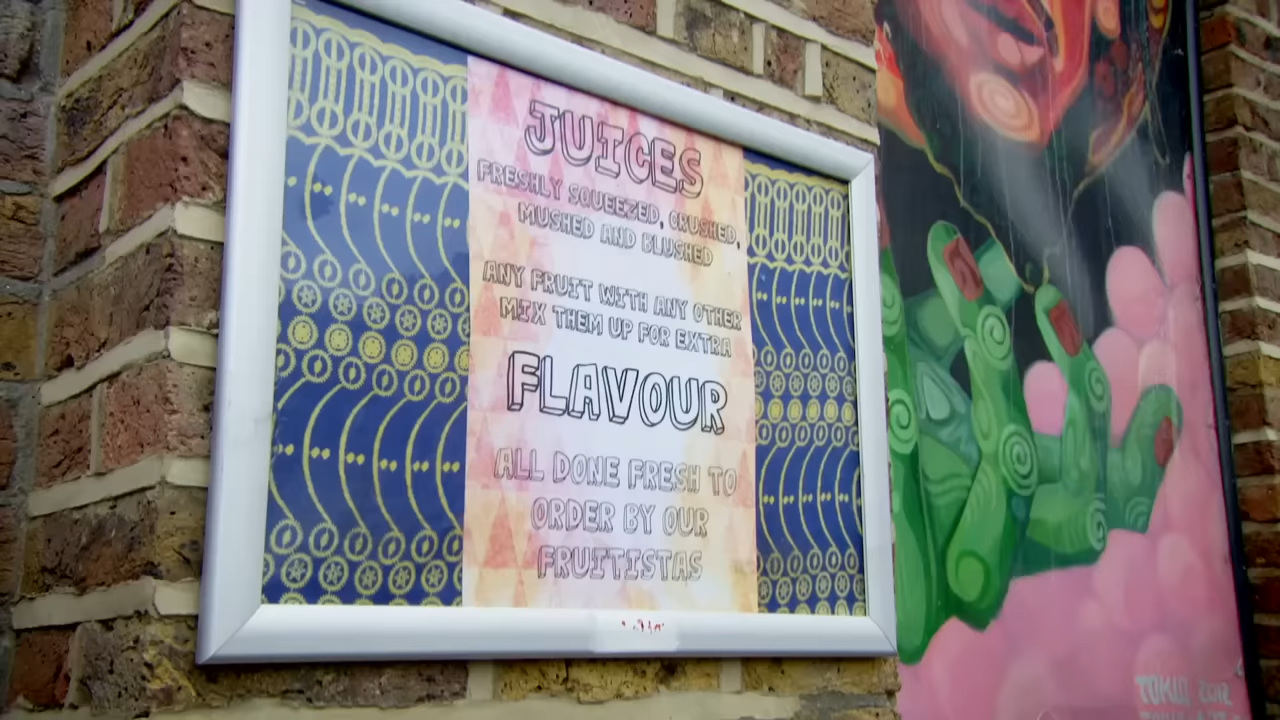 JUICES
FRESHLY SQUEEZED, CRUSHED,
MUSHED AND BLUSHED
ANY FRUIT WITH ANY OTHER
MIX THEM UP FOR EXTRA
FLAVOUR
ALL DONE FRESH TO
ORDER BY OUR
FRUITISTAS
2012